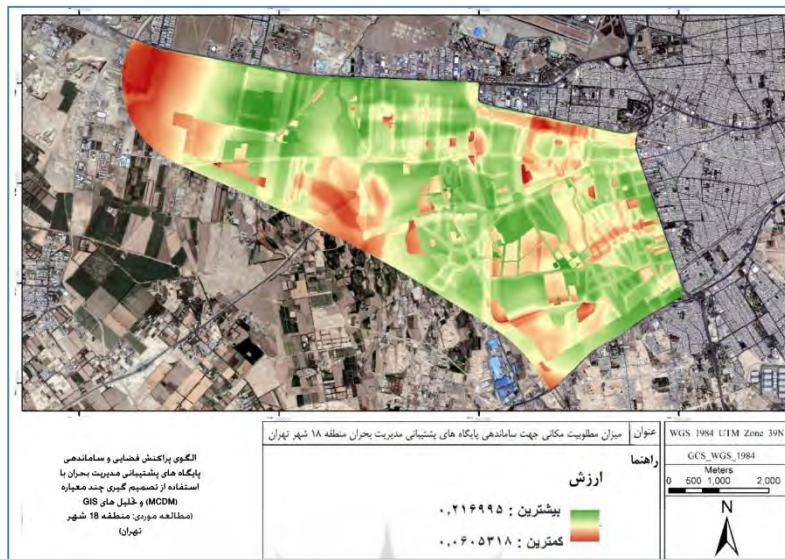 میزان مطلوبیت مکانی جهت ساماندهی پایگاه های پشتیبانی مدیریت بحران منطقه ۱۸ شهر تهران
عنوان
WGS 1984 UTM Zone 39N
راهنما
GCS_WGS_1984
Meters
0 500 1,000 2,000
N
ارزش
بیشترین : ۰,۲۱۶۹۹۵
کمترین : ۰,۰۶۰۵۳۱۸
الگوی پراکنش فضایی و ساماندهی
پایگاه های پشتیبانی مدیریت بحران با
استفاده از تصمیم گیری چند معیاره
(MCDM) و تحلیل های GIS
(مطالعه موردی: منطقه 18 شهر
تهران)